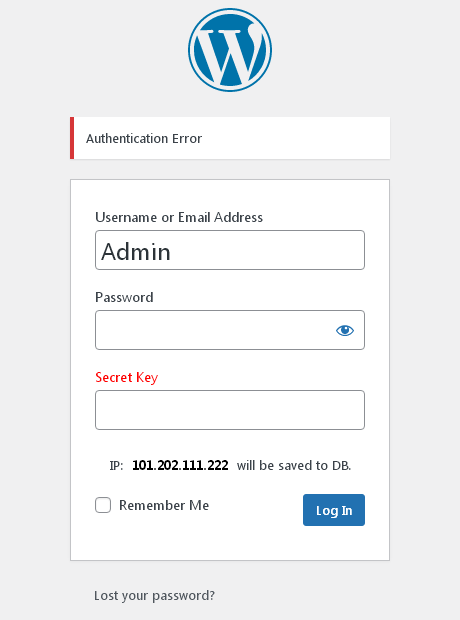 Authentication Error
Username or Email Address
Admin
Password
Secret Key
IP: 101.202.111.222 will be saved to DB.
Remember Me
Log In
Lost your password?